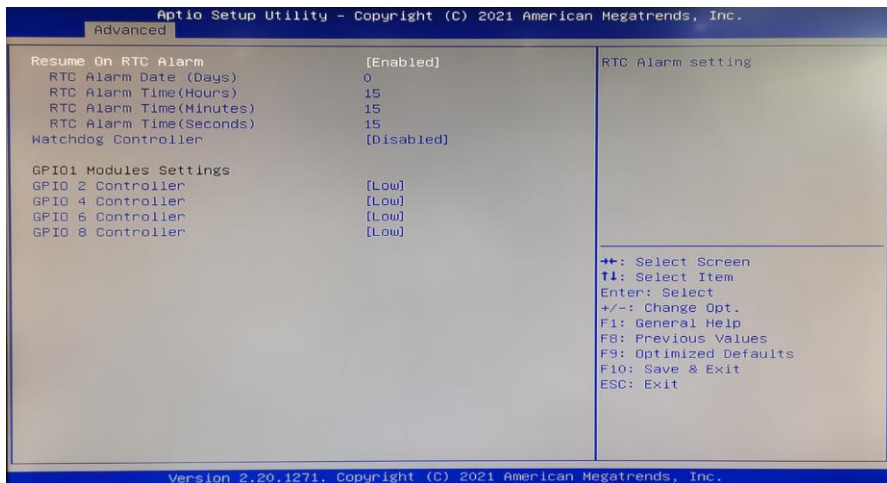 Aptio Setup Utility – Copyright (C) 2021 American Megatrends, Inc.
Advanced
Resume On RTC Alarm [Enabled]
RTC Alarm Date (Days) 0
RTC Alarm Time(Hours) 15
RTC Alarm Time(Minutes) 15
RTC Alarm Time(Seconds) 15
Watchdog Controller [Disabled]
GPIO1 Modules Settings
GPIO 2 Controller [Low]
GPIO 4 Controller [Low]
GPIO 6 Controller [Low]
GPIO 8 Controller [Low]
RTC Alarm setting
→←: Select Screen
↑↓: Select Item
Enter: Select
+/-: Change Opt.
F1: General Help
F8: Previous Values
F9: Optimized Defaults
F10: Save & Exit
ESC: Exit
Version 2.20.1271. Copyright (C) 2021 American Megatrends, Inc.